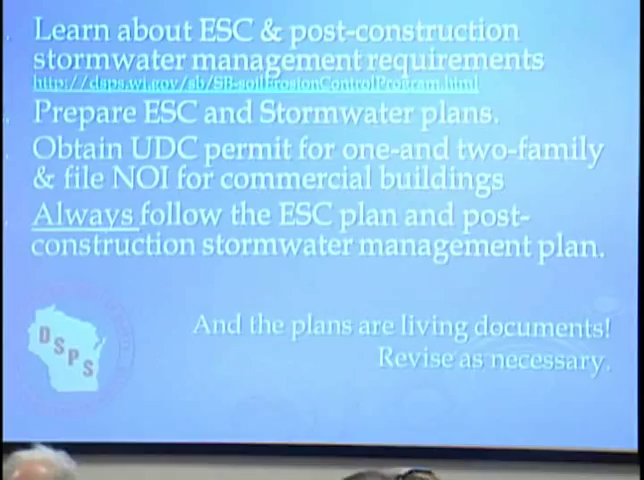 Learn about ESC & post-construction
stormwater management requirements
http://dsps.wi.gov/sb/SB-soilErosionControlProgram.html
Prepare ESC and Stormwater plans.
Obtain UDC permit for one-and two-family
& file NOI for commercial buildings
Always follow the ESC plan and post-
construction stormwater management plan.
And the plans are living documents!
Revise as necessary.
DSPS